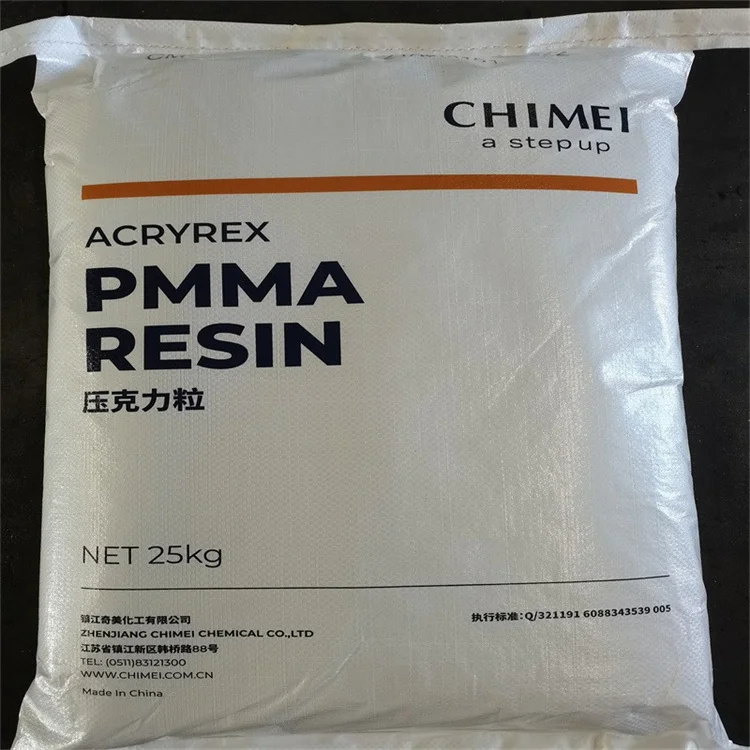 CHIMEI
a step up
ACRYREX
PMMA
RESIN
压克力粒
NET 25kg
镇江奇美化工有限公司
ZHENJIANG CHIMEI CHEMICAL CO.,LTD
江苏省镇江新区韩桥路88号
TEL: (0511)83121300
WWW.CHIMEI.COM.CN
Made In China
执行标准：Q/321191 6088343539 005